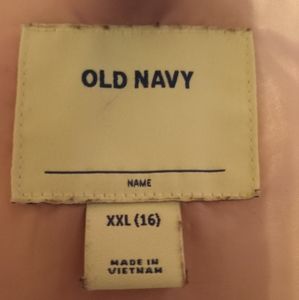 OLD NAVY
NAME
XXL (16)
MADE IN
VIETNAM